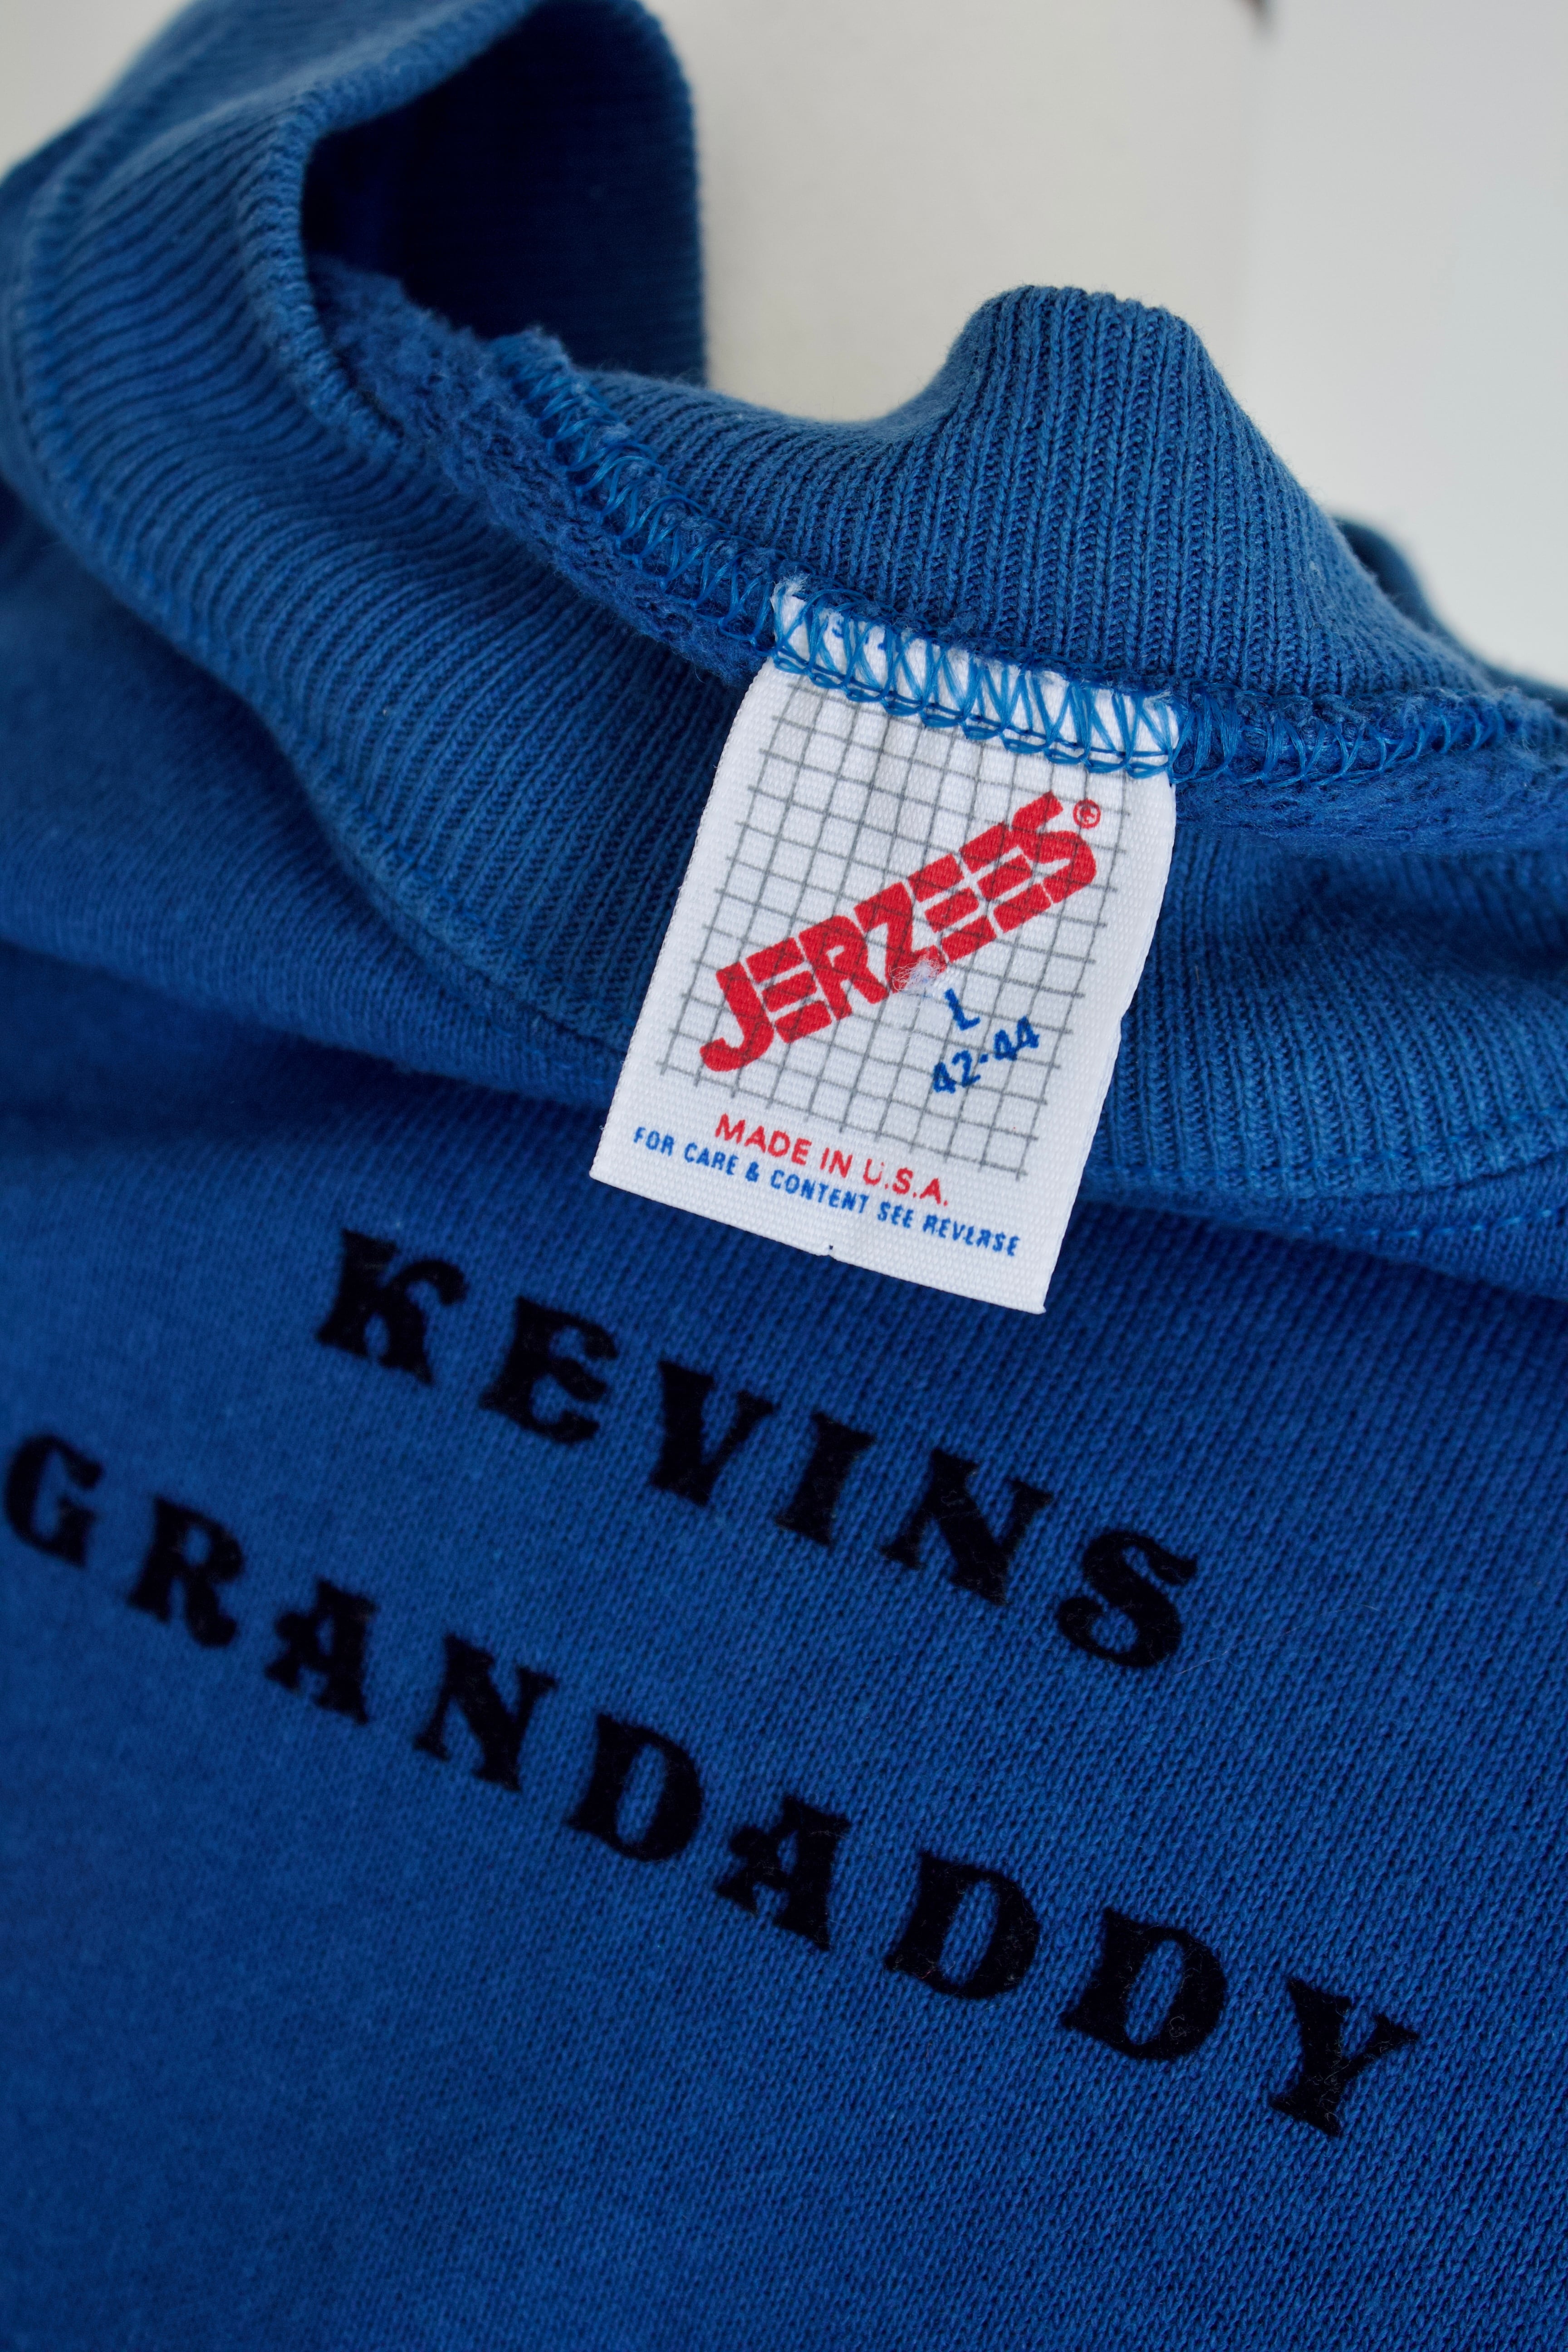 JERZEES®
L
42-44
MADE IN U.S.A.
FOR CARE & CONTENT SEE REVERSE
KEVINS
GRANDADDY